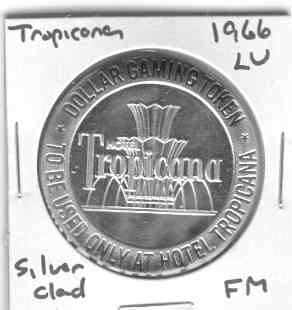 Tropicana
1966
LU
DOLLAR GAMING TOKEN
HOTEL
Tropicana
TO BE USED ONLY AT HOTEL TROPICANA
Silver
clad
FM